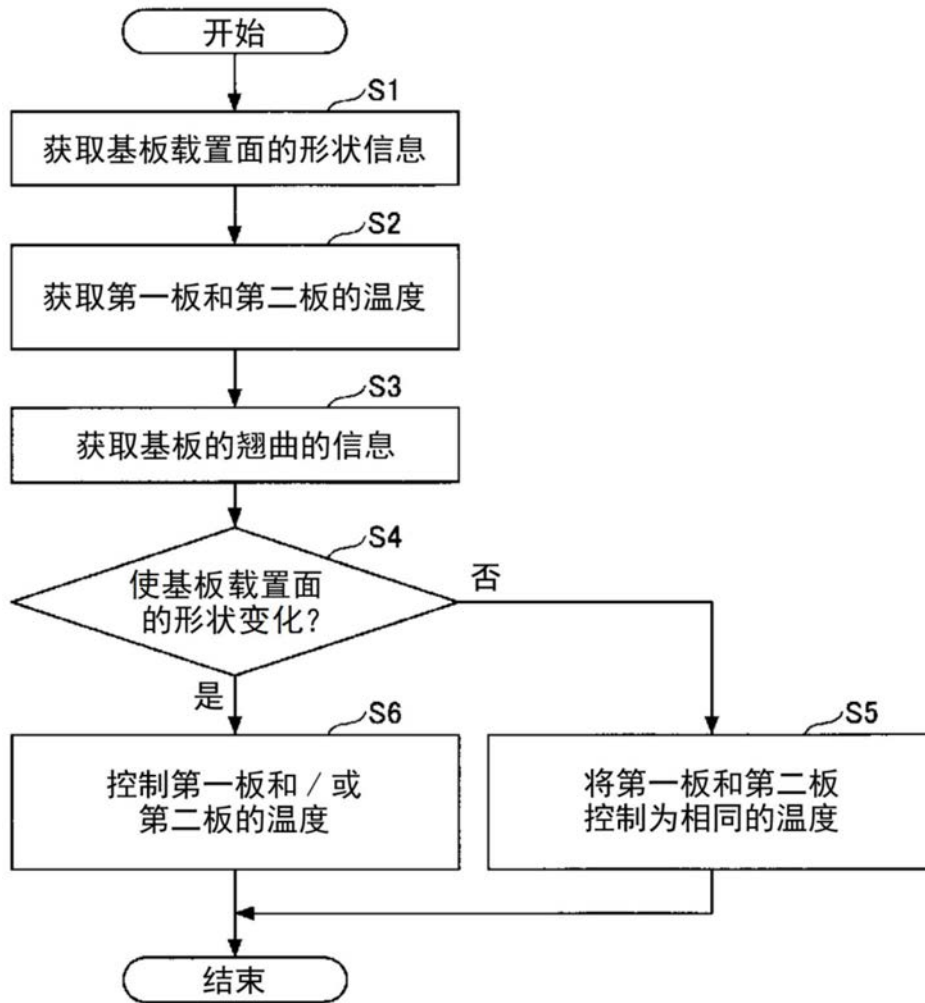 开始
S1
获取基板载置面的形状信息
S2
获取第一板和第二板的温度
S3
获取基板的翘曲的信息
S4
使基板载置面
的形状变化?
否
是
S6
控制第一板和/或
第二板的温度
S5
将第一板和第二板
控制为相同的温度
结束